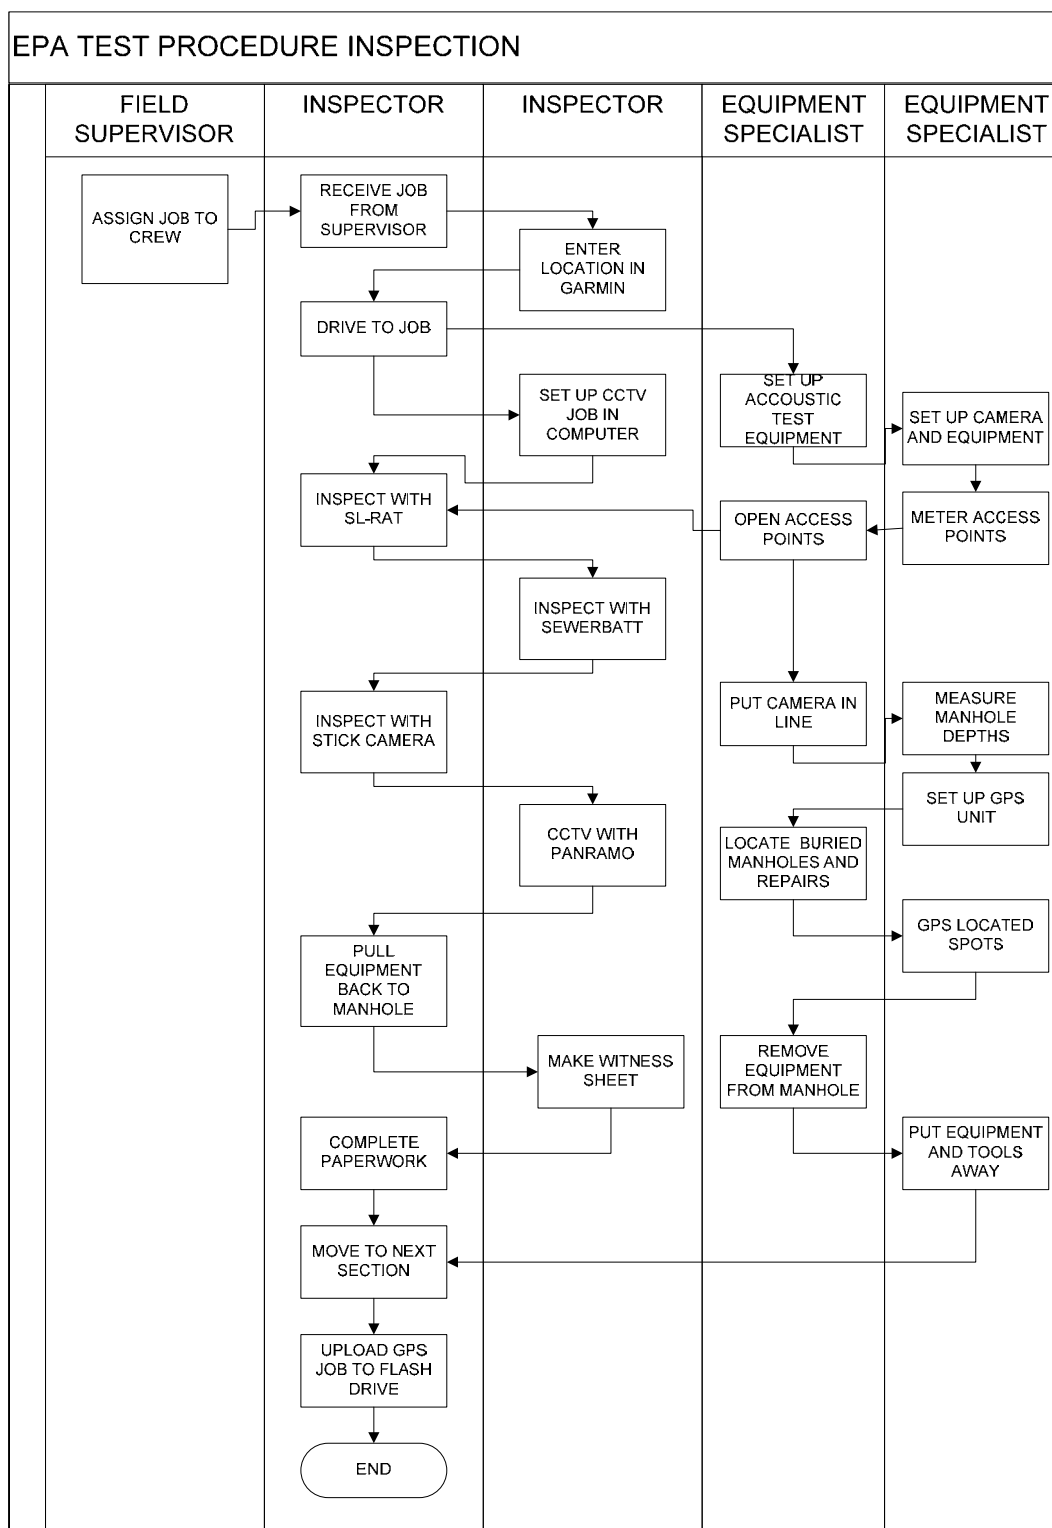 EPA TEST PROCEDURE INSPECTION
FIELD
SUPERVISOR
INSPECTOR
INSPECTOR
EQUIPMENT
SPECIALIST
EQUIPMENT
SPECIALIST
ASSIGN JOB TO
CREW
RECEIVE JOB
FROM
SUPERVISOR
ENTER
LOCATION IN
GARMIN
DRIVE TO JOB
SET UP CCTV
JOB IN
COMPUTER
SET UP
ACCOUSTIC
TEST
EQUIPMENT
SET UP CAMERA
AND EQUIPMENT
INSPECT WITH
SL-RAT
OPEN ACCESS
POINTS
METER ACCESS
POINTS
INSPECT WITH
SEWERBATT
INSPECT WITH
STICK CAMERA
PUT CAMERA IN
LINE
MEASURE
MANHOLE
DEPTHS
SET UP GPS
UNIT
CCTV WITH
PANRAMO
LOCATE BURIED
MANHOLES AND
REPAIRS
GPS LOCATED
SPOTS
PULL
EQUIPMENT
BACK TO
MANHOLE
MAKE WITNESS
SHEET
REMOVE
EQUIPMENT
FROM MANHOLE
COMPLETE
PAPERWORK
PUT EQUIPMENT
AND TOOLS
AWAY
MOVE TO NEXT
SECTION
UPLOAD GPS
JOB TO FLASH
DRIVE
END